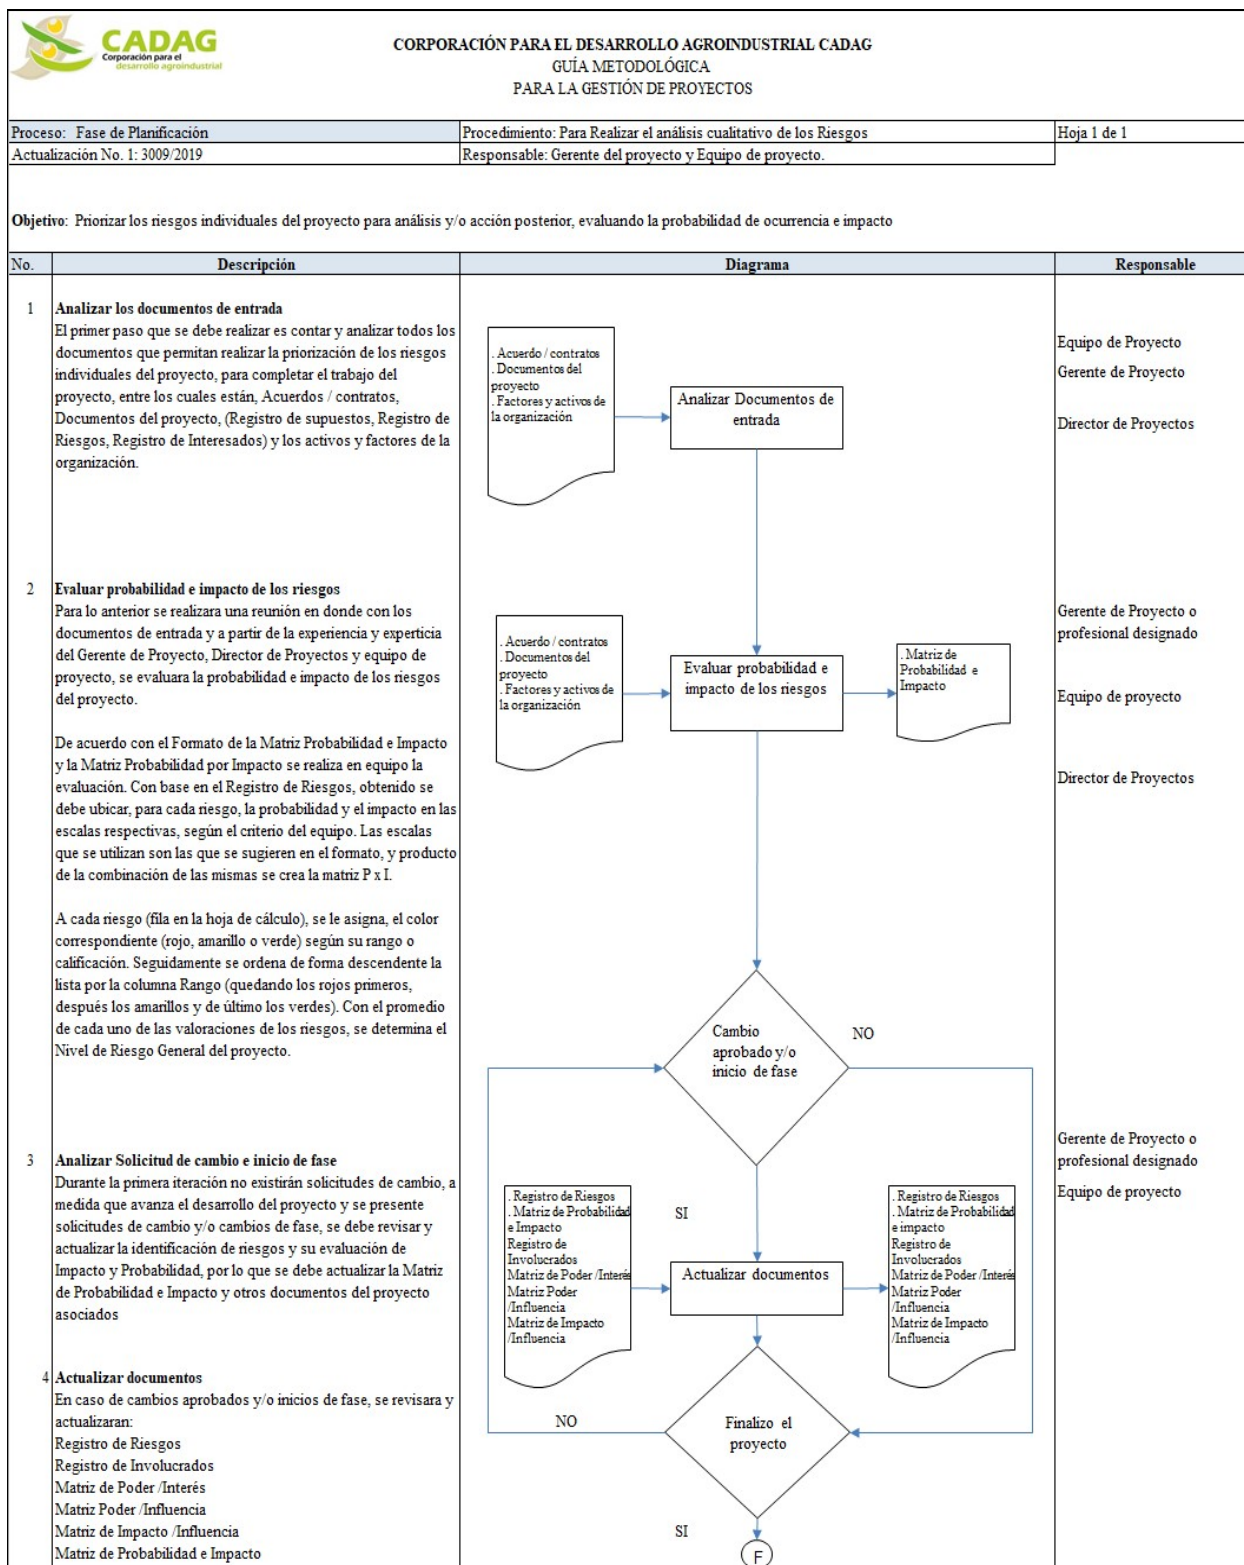 CADAG
Corporación para el
desarrollo agroindustrial
CORPORACIÓN PARA EL DESARROLLO AGROINDUSTRIAL CADAG
GUÍA METODOLÓGICA
PARA LA GESTIÓN DE PROYECTOS
Proceso: Fase de Planificación
Procedimiento: Para Realizar el análisis cualitativo de los Riesgos
Hoja 1 de 1
Actualización No. 1: 3009/2019
Responsable: Gerente del proyecto y Equipo de proyecto.
Objetivo: Priorizar los riesgos individuales del proyecto para análisis y/o acción posterior, evaluando la probabilidad de ocurrencia e impacto
No.
Descripción
Diagrama
Responsable
1 Analizar los documentos de entrada
El primer paso que se debe realizar es contar y analizar todos los
documentos que permitan realizar la priorización de los riesgos
individuales del proyecto, para completar el trabajo del
proyecto, entre los cuales están, Acuerdos / contratos,
Documentos del proyecto, (Registro de supuestos, Registro de
Riesgos, Registro de Interesados) y los activos y factores de la
organización.
. Acuerdo / contratos
. Documentos del
proyecto
. Factores y activos de
la organización
Analizar Documentos de
entrada
Equipo de Proyecto
Gerente de Proyecto
Director de Proyectos
2 Evaluar probabilidad e impacto de los riesgos
Para lo anterior se realizara una reunión en donde con los
documentos de entrada y a partir de la experiencia y experticia
del Gerente de Proyecto, Director de Proyectos y equipo de
proyecto, se evaluara la probabilidad e impacto de los riesgos
del proyecto.
De acuerdo con el Formato de la Matriz Probabilidad e Impacto
y la Matriz Probabilidad por Impacto se realiza en equipo la
evaluación. Con base en el Registro de Riesgos, obtenido se
debe ubicar, para cada riesgo, la probabilidad y el impacto en las
escalas respectivas, según el criterio del equipo. Las escalas
que se utilizan son las que se sugieren en el formato, y producto
de la combinación de las mismas se crea la matriz P x I.
A cada riesgo (fila en la hoja de cálculo), se le asigna, el color
correspondiente (rojo, amarillo o verde) según su rango o
calificación. Seguidamente se ordena de forma descendente la
lista por la columna Rango (quedando los rojos primeros,
después los amarillos y de último los verdes). Con el promedio
de cada uno de las valoraciones de los riesgos, se determina el
Nivel de Riesgo General del proyecto.
. Acuerdo / contratos
. Documentos del
proyecto
. Factores y activos de
la organización
Evaluar probabilidad e
impacto de los riesgos
. Matriz de
Probabilidad e
Impacto
Gerente de Proyecto o
profesional designado
Equipo de proyecto
Director de Proyectos
Cambio
aprobado y/o
inicio de fase
NO
3 Analizar Solicitud de cambio e inicio de fase
Durante la primera iteración no existirán solicitudes de cambio, a
medida que avanza el desarrollo del proyecto y se presente
solicitudes de cambio y/o cambios de fase, se debe revisar y
actualizar la identificación de riesgos y su evaluación de
Impacto y Probabilidad, por lo que se debe actualizar la Matriz
de Probabilidad e Impacto y otros documentos del proyecto
asociados
SI
. Registro de Riesgos
. Matriz de Probabilidad
e Impacto
Registro de
Involucrados
Matriz de Poder /Interés
Matriz Poder
/Influencia
Matriz de Impacto
/Influencia
Actualizar documentos
. Registro de Riesgos
. Matriz de Probabilidad
e impacto
Registro de
Involucrados
Matriz de Poder /Interés
Matriz Poder
/Influencia
Matriz de Impacto
/Influencia
Gerente de Proyecto o
profesional designado
Equipo de proyecto
4 Actualizar documentos
En caso de cambios aprobados y/o inicios de fase, se revisara y
actualizaran:
Registro de Riesgos
Registro de Involucrados
Matriz de Poder /Interés
Matriz Poder /Influencia
Matriz de Impacto /Influencia
Matriz de Probabilidad e Impacto
NO
Finalizo el
proyecto
SI
F